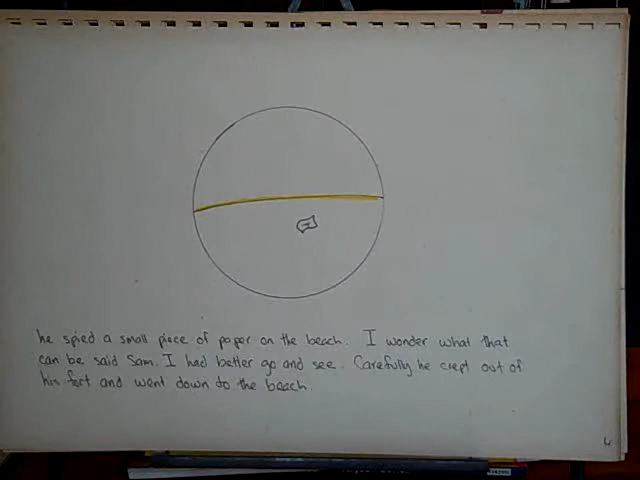 he spied a small piece of paper on the beach. I wonder what that
can be said Sam. I had better go and see. Carefully he crept out of
his fort and went down to the beach.
4